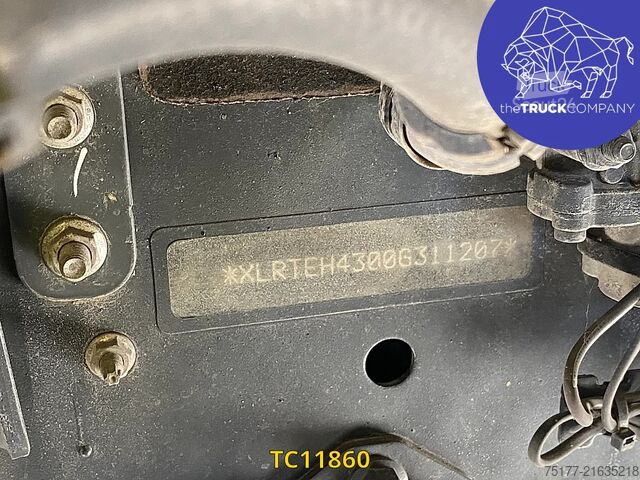 theTRUCKCOMPANY
*XLRTEH4300G311207*
TC11860
75177-21635218